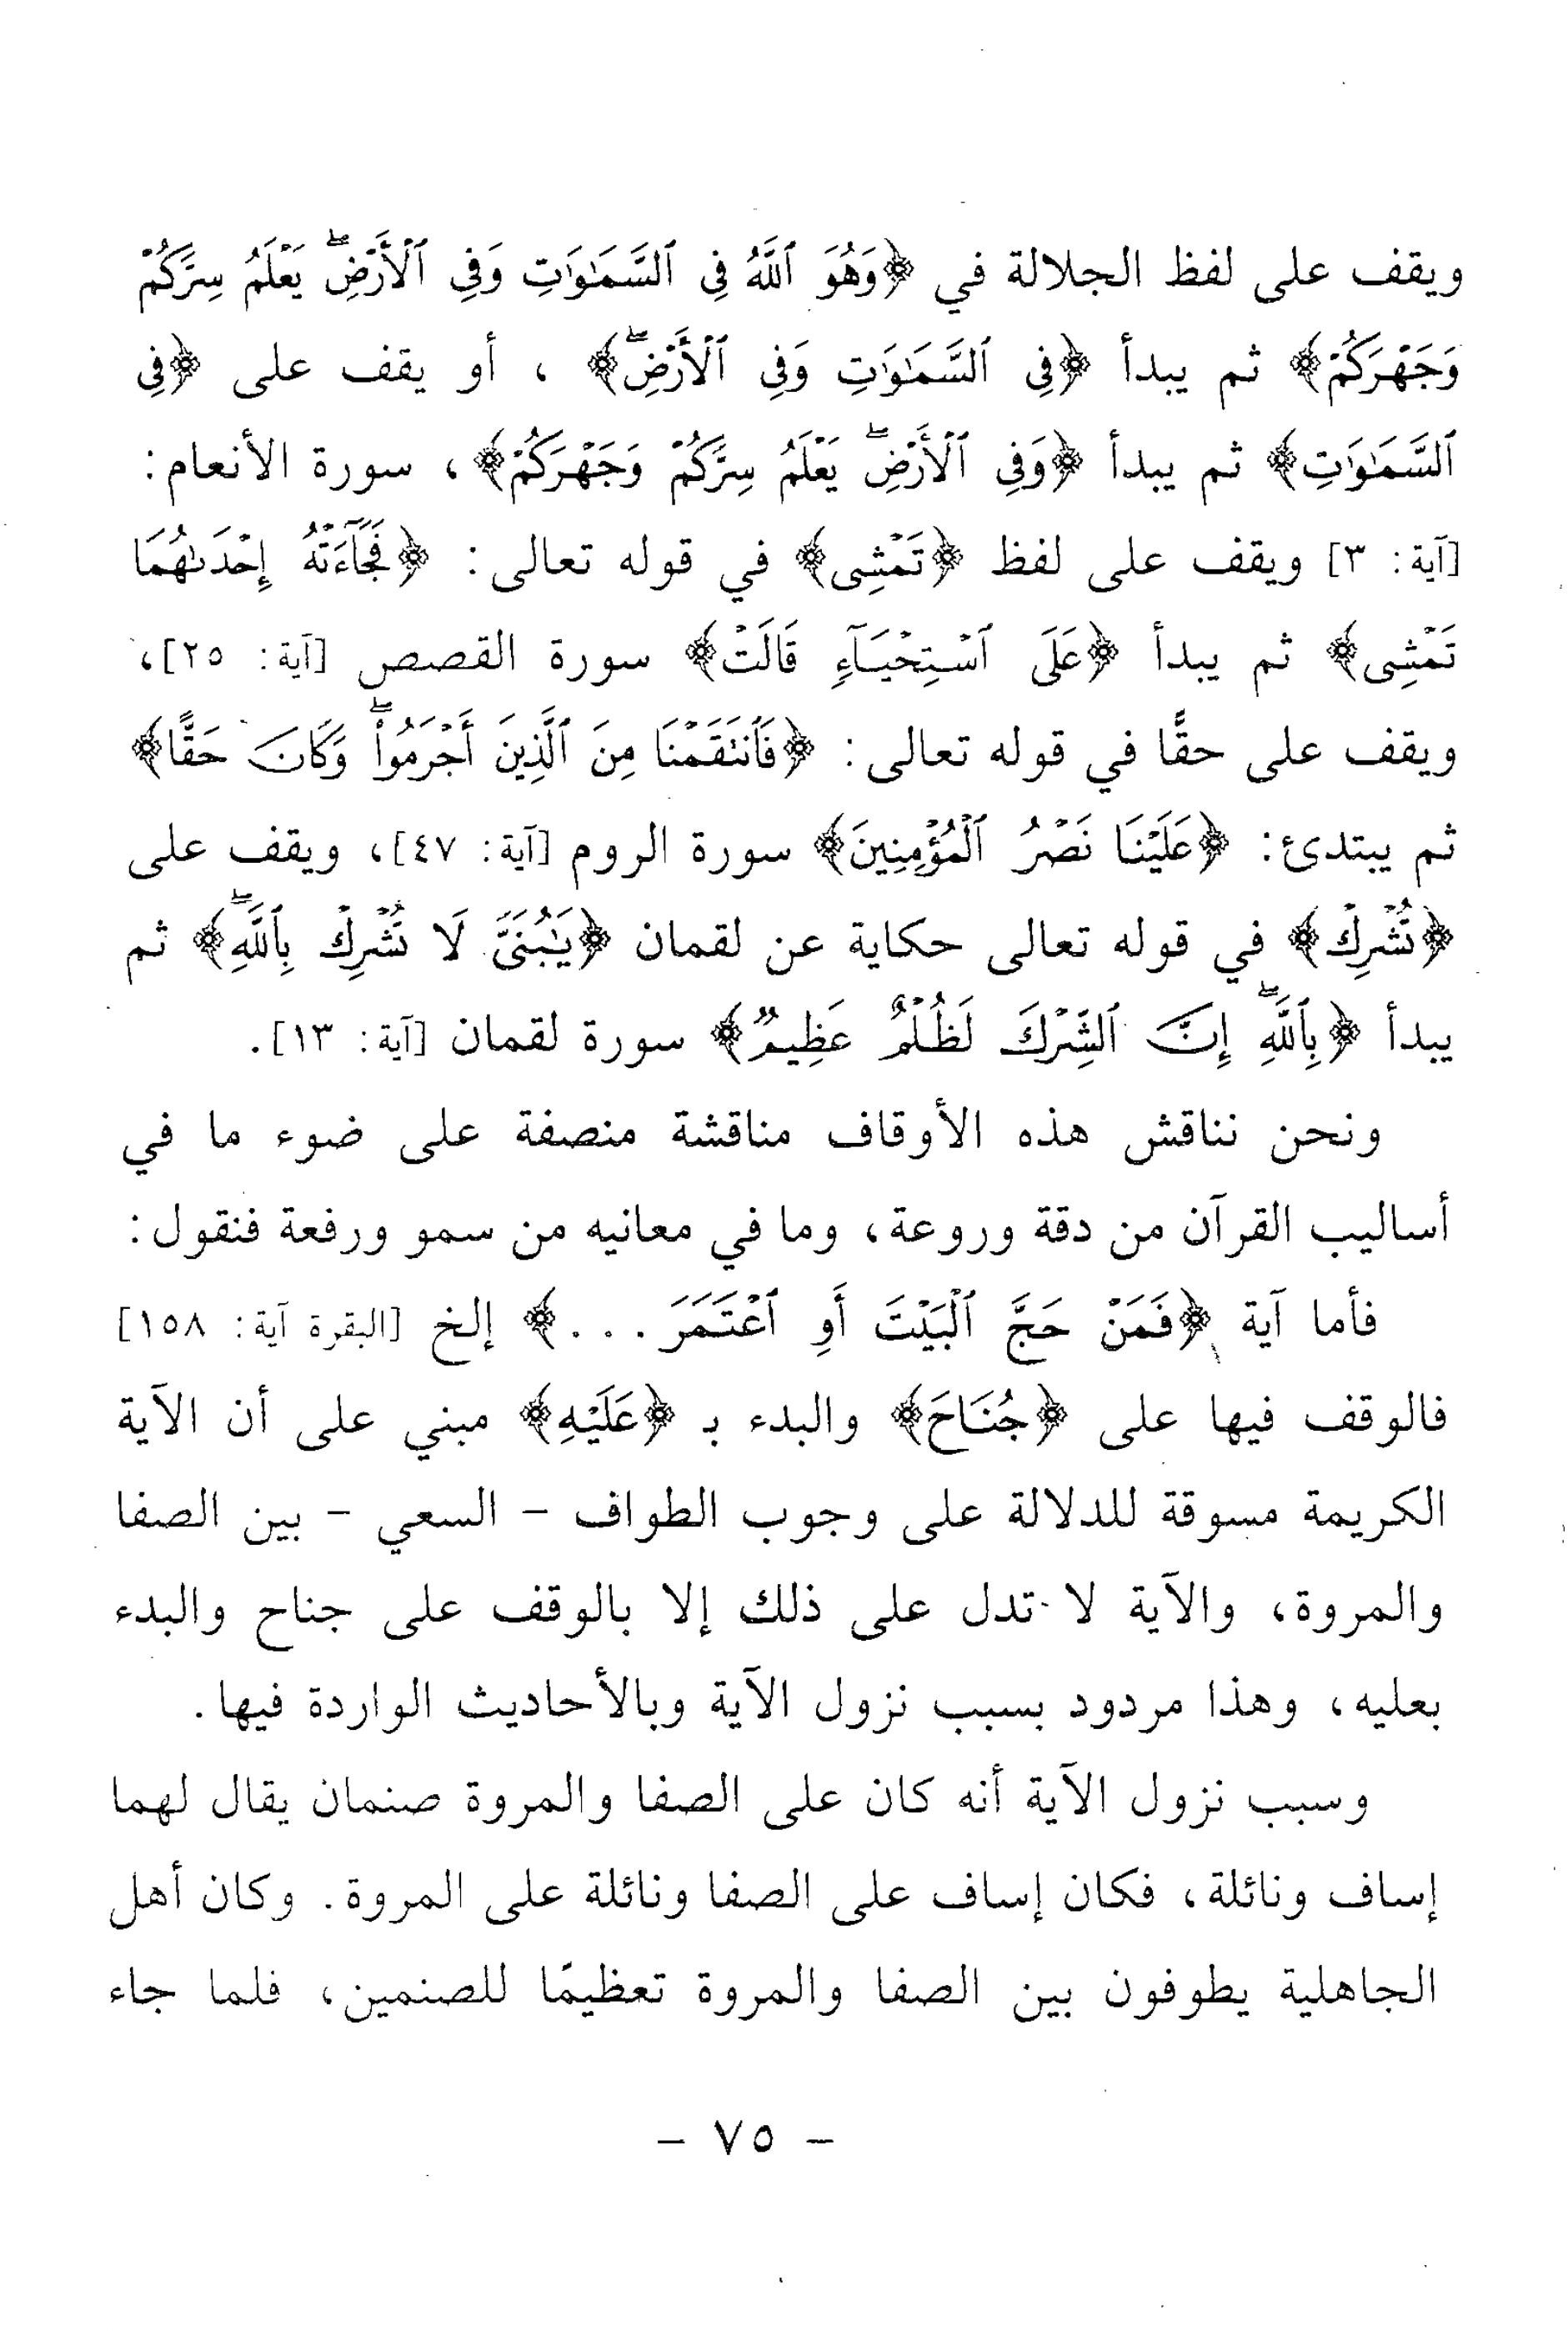 ويقف على لفظ الجلالة في ﴿وَهُوَ ٱللَّهُ فِى ٱلسَّمَٰوَٰتِ وَفِى ٱلْأَرْضِۖ يَعْلَمُ سِرَّكُمْ
وَجَهْرَكُمْ﴾ ثم يبدأ ﴿فِى ٱلسَّمَٰوَٰتِ وَفِى ٱلْأَرْضِۖ﴾ ، أو يقف على ﴿فِى
ٱلسَّمَٰوَٰتِ﴾ ثم يبدأ ﴿وَفِى ٱلْأَرْضِۖ يَعْلَمُ سِرَّكُمْ وَجَهْرَكُمْ﴾، سورة الأنعام:
[آية: ٣] ويقف على لفظ ﴿تَمْشِى﴾ في قوله تعالى: ﴿فَجَآءَتْهُ إِحْدَىٰهُمَا
تَمْشِى﴾ ثم يبدأ ﴿عَلَى ٱسْتِحْيَآءٍ قَالَتْ﴾ سورة القصص [آية: ٢٥]،
ويقف على حقًّا في قوله تعالى: ﴿فَٱنتَقَمْنَا مِنَ ٱلَّذِينَ أَجْرَمُوا۟ۖ وَكَانَ حَقًّا﴾
ثم يبتدئ: ﴿عَلَيْنَا نَصْرُ ٱلْمُؤْمِنِينَ﴾ سورة الروم [آية: ٤٧]، ويقف على
﴿تُشْرِكْ﴾ في قوله تعالى حكاية عن لقمان ﴿يَٰبُنَىَّ لَا تُشْرِكْ بِٱللَّهِۖ﴾ ثم
يبدأ ﴿بِٱللَّهِۖ إِنَّ ٱلشِّرْكَ لَظُلْمٌ عَظِيمٌ﴾ سورة لقمان [آية: ١٣].
ونحن نناقش هذه الأوقاف مناقشة منصفة على ضوء ما في
أساليب القرآن من دقة وروعة، وما في معانيه من سمو ورفعة فنقول:
فأما آية ﴿فَمَنْ حَجَّ ٱلْبَيْتَ أَوِ ٱعْتَمَرَ...﴾ إلخ [البقرة آية: ١٥٨]
فالوقف فيها على ﴿جُنَاحَ﴾ والبدء بـ ﴿عَلَيْهِ﴾ مبني على أن الآية
الكريمة مسوقة للدلالة على وجوب الطواف - السعي - بين الصفا
والمروة، والآية لا تدل على ذلك إلا بالوقف على جناح والبدء
بعليه، وهذا مردود بسبب نزول الآية وبالأحاديث الواردة فيها.
وسبب نزول الآية أنه كان على الصفا والمروة صنمان يقال لهما
إساف ونائلة، فكان إساف على الصفا ونائلة على المروة. وكان أهل
الجاهلية يطوفون بين الصفا والمروة تعظيمًا للصنمين، فلما جاء
- ٧٥ -